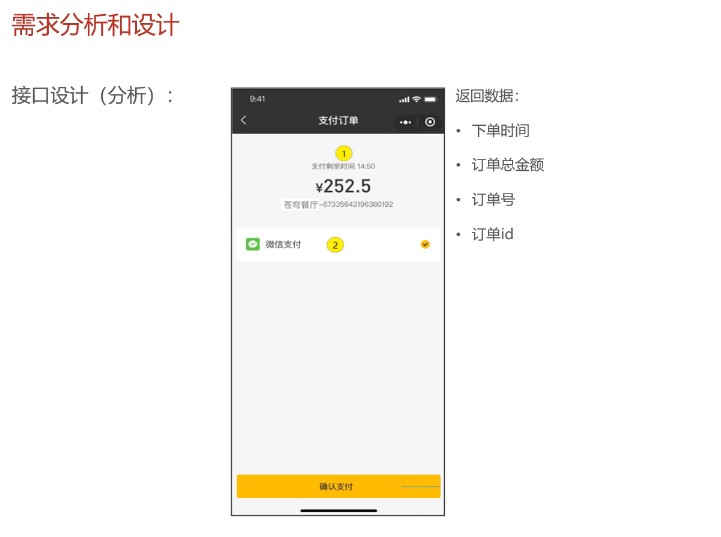 需求分析和设计
接口设计（分析）：
9:41
支付订单
1
支付剩余时间 14:50
¥252.5
苍穹餐厅-67335643196380192
微信支付
2
确认支付
返回数据：
• 下单时间
• 订单总金额
• 订单号
• 订单id